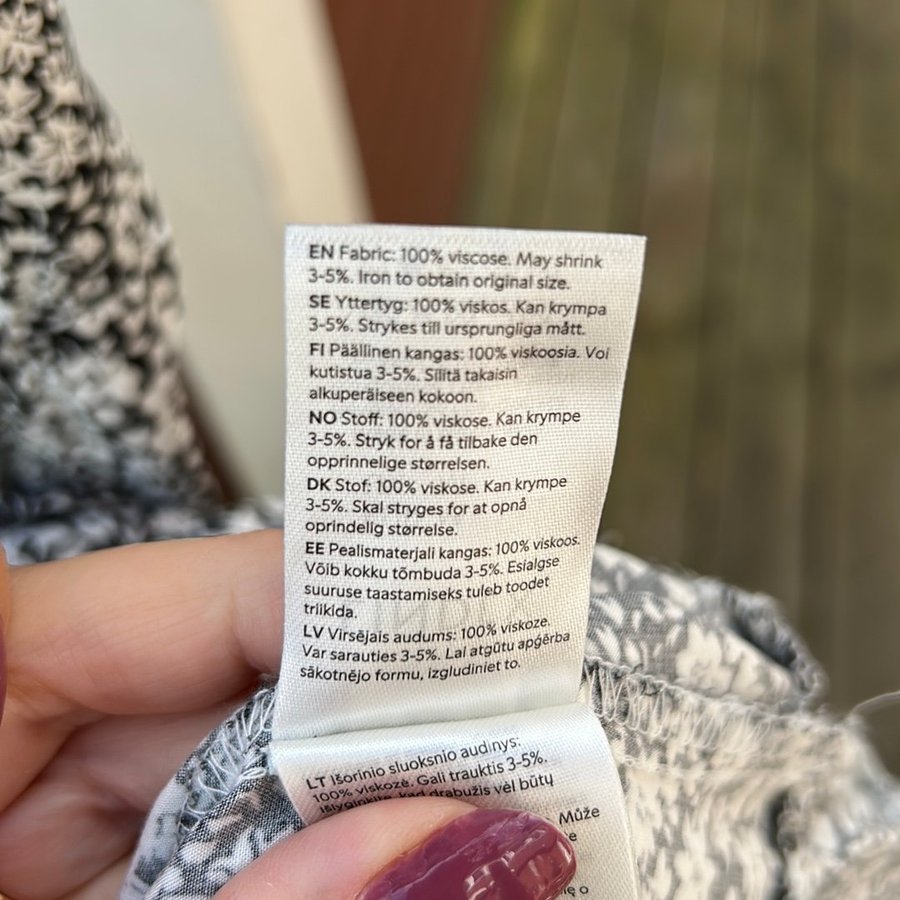 EN Fabric: 100% viscose. May shrink
3-5%. Iron to obtain original size.
SE Yttertyg: 100% viskos. Kan krympa
3-5%. Strykes till ursprungliga mått.
FI Päällinen kangas: 100% viskoosia. Voi
kutistua 3-5%. Silitä takaisin
alkuperäiseen kokoon.
NO Stoff: 100% viskose. Kan krympe
3-5%. Stryk for å få tilbake den
opprinnelige størrelsen.
DK Stof: 100% viskose. Kan krympe
3-5%. Skal stryges for at opnå
oprindelig størrelse.
EE Pealismaterjali kangas: 100% viskoos.
Võib kokku tõmbuda 3-5%. Esialgse
suuruse taastamiseks tuleb toodet
triikida.
LV Virsējais audums: 100% viskoze.
Var sarauties 3-5%. Lai atgūtu apģērba
sākotnējo formu, izgludiniet to.
LT Išorinio sluoksnio audinys:
100% viskozė. Gali trauktis 3-5%.
kad drabužis vėl būtų
Může